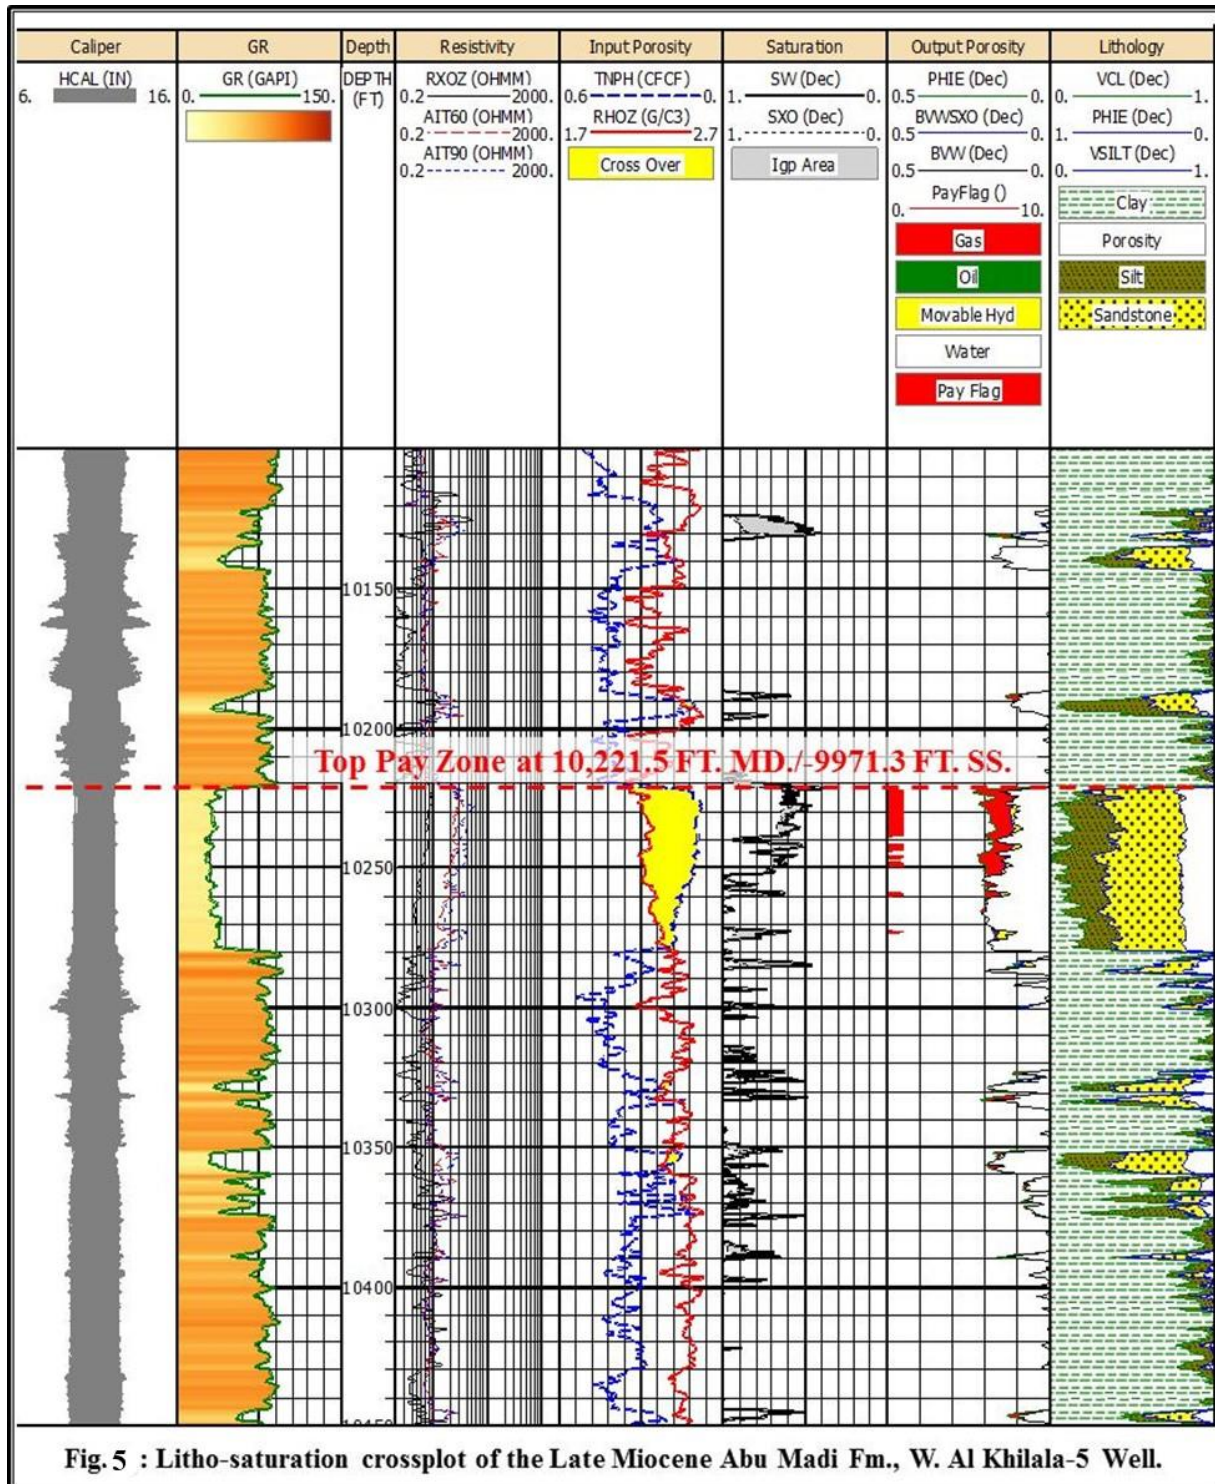 Caliper GR Depth Resistivity Input Porosity Saturation Output Porosity Lithology
HCAL (IN)
6. 16.
GR (GAPI)
0. 150.
DEPTH
(FT)
RXOZ (OHMM)
0.2 2000.
AIT60 (OHMM)
0.2 2000.
AIT90 (OHMM)
0.2 2000.
TNPH (CFCF)
0.6 0.
RHOZ (G/C3)
1.7 2.7
Cross Over
SW (Dec)
1. 0.
SXO (Dec)
1. 0.
Igp Area
PHIE (Dec)
0.5 0.
BVWSXO (Dec)
0.5 0.
BVW (Dec)
0.5 0.
PayFlag ()
0. 10.
Gas
Oil
Movable Hyd
Water
Pay Flag
VCL (Dec)
0. 1.
PHIE (Dec)
1. 0.
VSILT (Dec)
0. 1.
Clay
Porosity
Silt
Sandstone
10150
10200
Top Pay Zone at 10,221.5 FT. MD./-9971.3 FT. SS.
10250
10300
10350
10400
Fig. 5 : Litho-saturation crossplot of the Late Miocene Abu Madi Fm., W. Al Khilala-5 Well.